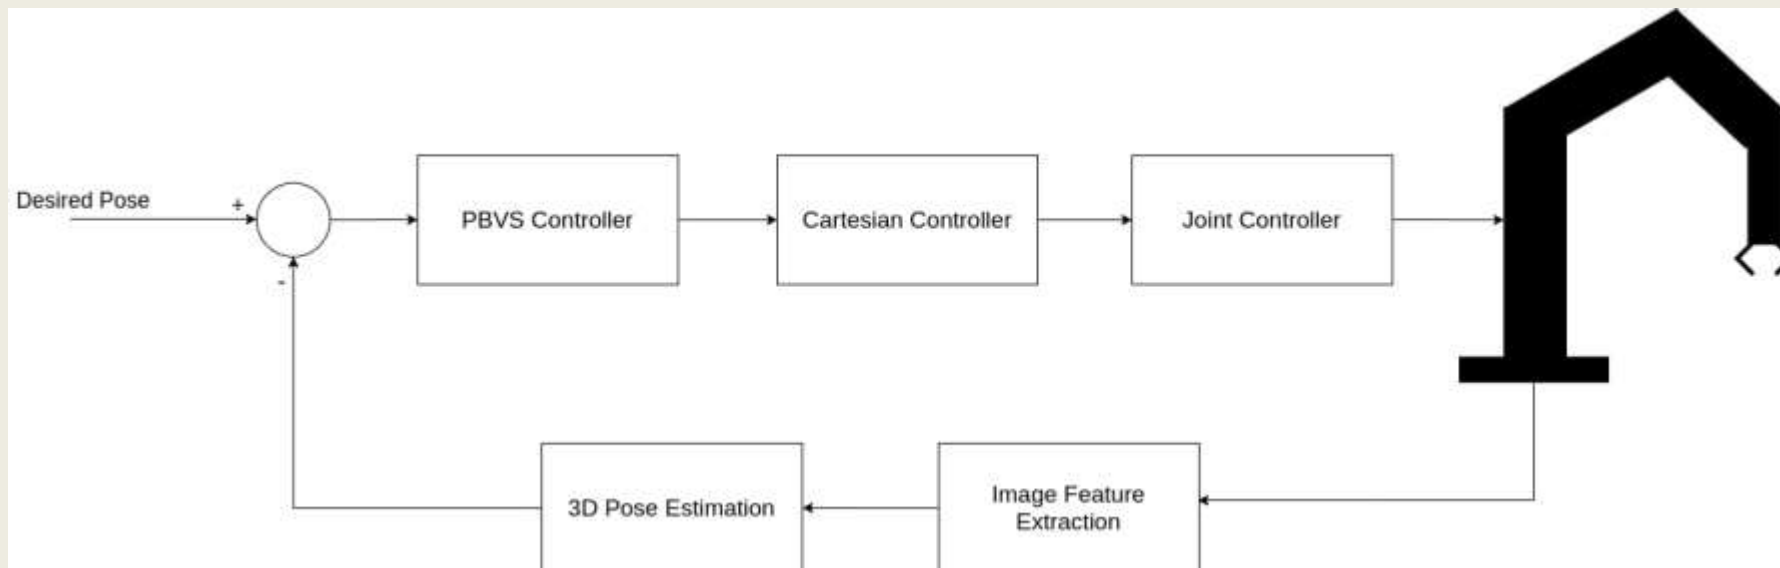 Desired Pose
+
-
PBVS Controller
Cartesian Controller
Joint Controller
3D Pose Estimation
Image Feature
Extraction